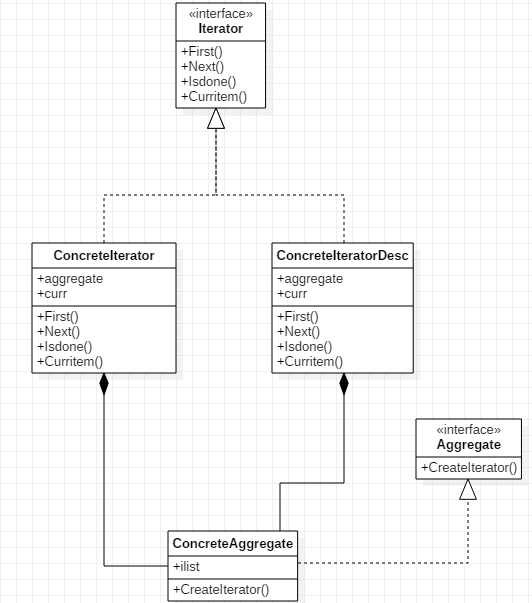 «interface»
Iterator
+First()
+Next()
+Isdone()
+Curritem()
ConcreteIterator
+aggregate
+curr
+First()
+Next()
+Isdone()
+Curritem()
ConcreteIteratorDesc
+aggregate
+curr
+First()
+Next()
+Isdone()
+Curritem()
«interface»
Aggregate
+CreateIterator()
ConcreteAggregate
+ilist
+CreateIterator()